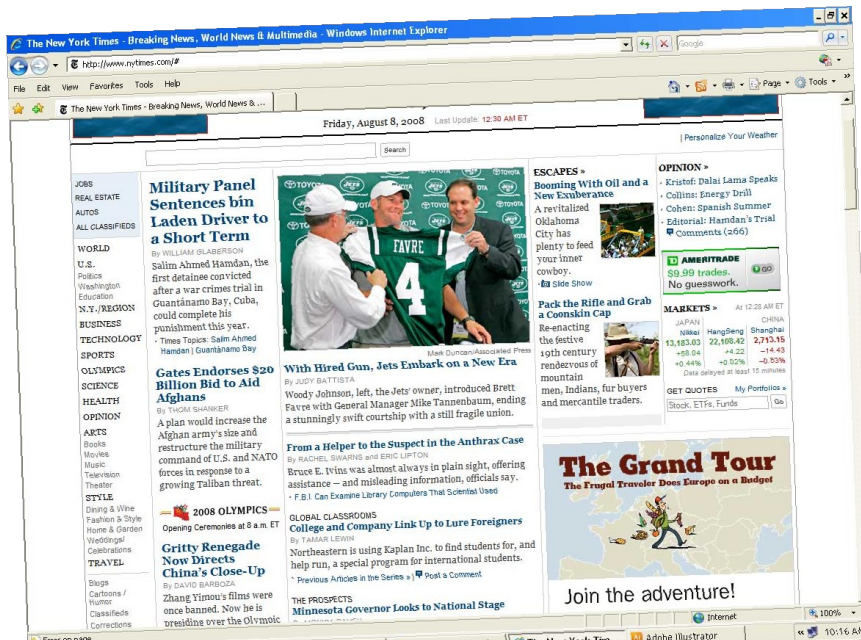 The New York Times - Breaking News, World News & Multimedia - Windows Internet Explorer
http://www.nytimes.com/#
Google
File Edit View Favorites Tools Help
The New York Times - Breaking News, World News & ...
Page Tools
Friday, August 8, 2008 Last Update: 12:30 AM ET
Personalize Your Weather
Search
JOBS
REAL ESTATE
AUTOS
ALL CLASSIFIEDS
WORLD
U.S.
Politics
Washington
Education
N.Y./REGION
BUSINESS
TECHNOLOGY
SPORTS
OLYMPICS
SCIENCE
HEALTH
OPINION
ARTS
Books
Movies
Music
Television
Theater
STYLE
Dining & Wine
Fashion & Style
Home & Garden
Weddings/
Celebrations
TRAVEL
Blogs
Cartoons /
Humor
Classifieds
Corrections
Military Panel
Sentences bin
Laden Driver to
a Short Term
By WILLIAM GLABERSON
Salim Ahmed Hamdan, the
first detainee convicted
after a war crimes trial in
Guantánamo Bay, Cuba,
could complete his
punishment this year.
· Times Topics: Salim Ahmed
Hamdan | Guantánamo Bay
Gates Endorses $20
Billion Bid to Aid
Afghans
By THOM SHANKER
A plan would increase the
Afghan army's size and
restructure the military
command of U.S. and NATO
forces in response to a
growing Taliban threat.
2008 OLYMPICS
Opening Ceremonies at 8 a.m. ET
Gritty Renegade
Now Directs
China's Close-Up
By DAVID BARBOZA
Zhang Yimou's films were
once banned. Now he is
presiding over the Olympic
TOYOTA
Jets
FAVRE
4
Mark Duncan/Associated Press
With Hired Gun, Jets Embark on a New Era
By JUDY BATTISTA
Woody Johnson, left, the Jets' owner, introduced Brett
Favre with General Manager Mike Tannenbaum, ending
a stunningly swift courtship with a still fragile union.
From a Helper to the Suspect in the Anthrax Case
By RACHEL SWARNS and ERIC LIPTON
Bruce E. Ivins was almost always in plain sight, offering
assistance — and misleading information, officials say.
· F.B.I. Can Examine Library Computers That Scientist Used
GLOBAL CLASSROOMS
College and Company Link Up to Lure Foreigners
By TAMAR LEWIN
Northeastern is using Kaplan Inc. to find students for, and
help run, a special program for international students.
· Previous Articles in the Series » | Post a Comment
THE PROSPECTS
Minnesota Governor Looks to National Stage
ESCAPES »
Booming With Oil and a
New Exuberance
A revitalized
Oklahoma
City has
plenty to feed
your inner
cowboy.
· Slide Show
Pack the Rifle and Grab
a Coonskin Cap
Re-enacting
the festive
19th century
rendezvous of
mountain
men, Indians, fur buyers
and mercantile traders.
OPINION »
· Kristof: Dalai Lama Speaks
· Collins: Energy Drill
· Cohen: Spanish Summer
· Editorial: Hamdan's Trial
Comments (266)
TD AMERITRADE
$9.99 trades.
No guesswork.
GO
MARKETS » At 12:28 AM ET
JAPAN CHINA
Nikkei HangSeng Shanghai
13,183.03 22,108.42 2,713.15
+58.04 +4.22 -14.43
+0.44% +0.02% -0.53%
Data delayed at least 15 minutes
GET QUOTES My Portfolios »
Stock, ETFs, Funds Go
The Grand Tour
The Frugal Traveler Does Europe on a Budget
Join the adventure!
Internet
100%
Adobe Illustrator
10:16 AM